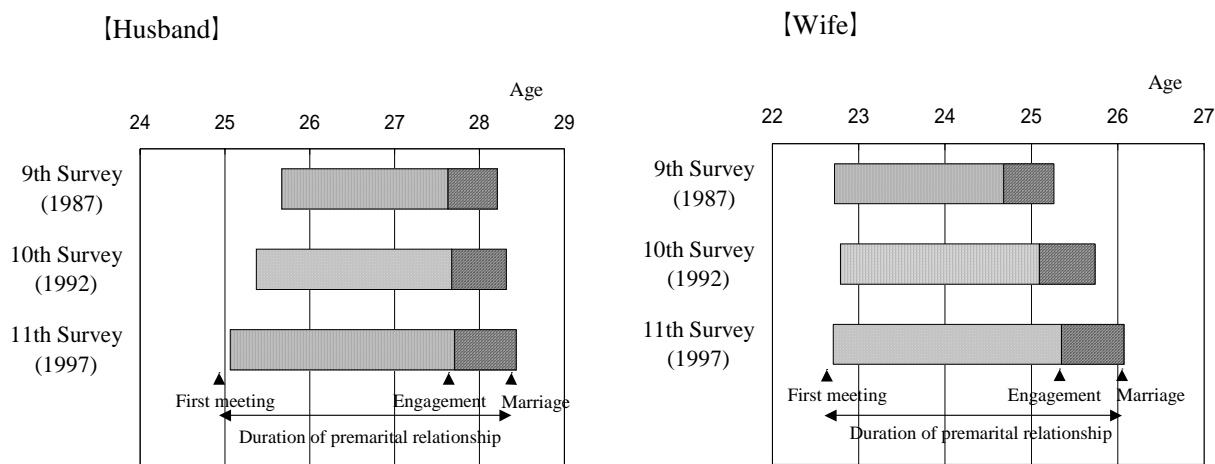 【Husband】
Age
24 25 26 27 28 29
9th Survey
(1987)
10th Survey
(1992)
11th Survey
(1997)
First meeting Engagement Marriage
Duration of premarital relationship
【Wife】
Age
22 23 24 25 26 27
9th Survey
(1987)
10th Survey
(1992)
11th Survey
(1997)
First meeting Engagement Marriage
Duration of premarital relationship